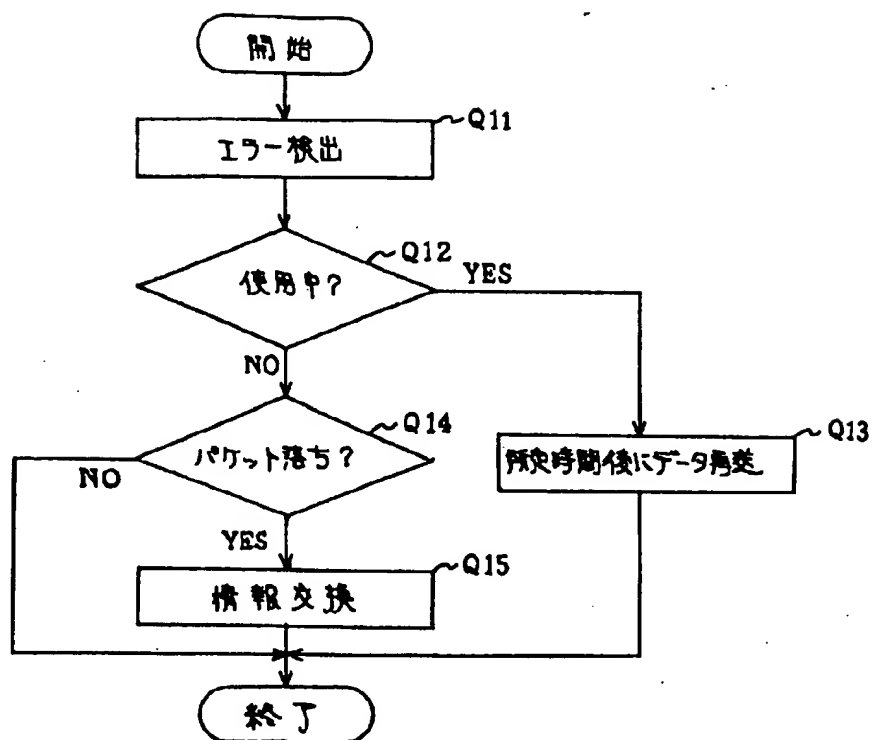 開始
エラー検出
Q11
使用中?
Q12
YES
NO
パケット落ち?
Q14
NO
所定時間後にデータ再送
Q13
YES
情報交換
Q15
終了